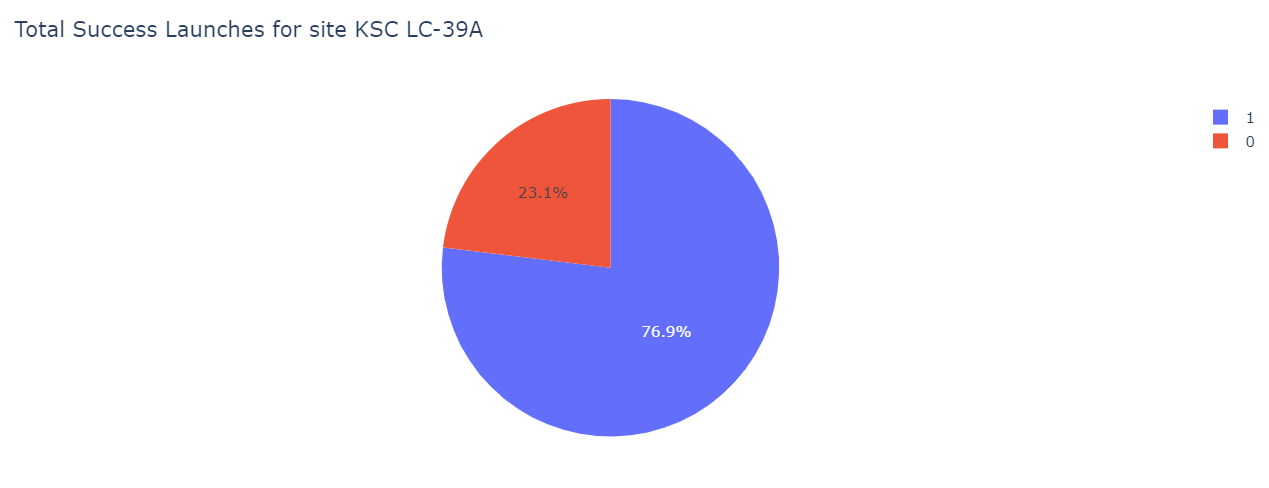 Total Success Launches for site KSC LC-39A
1
0
23.1%
76.9%